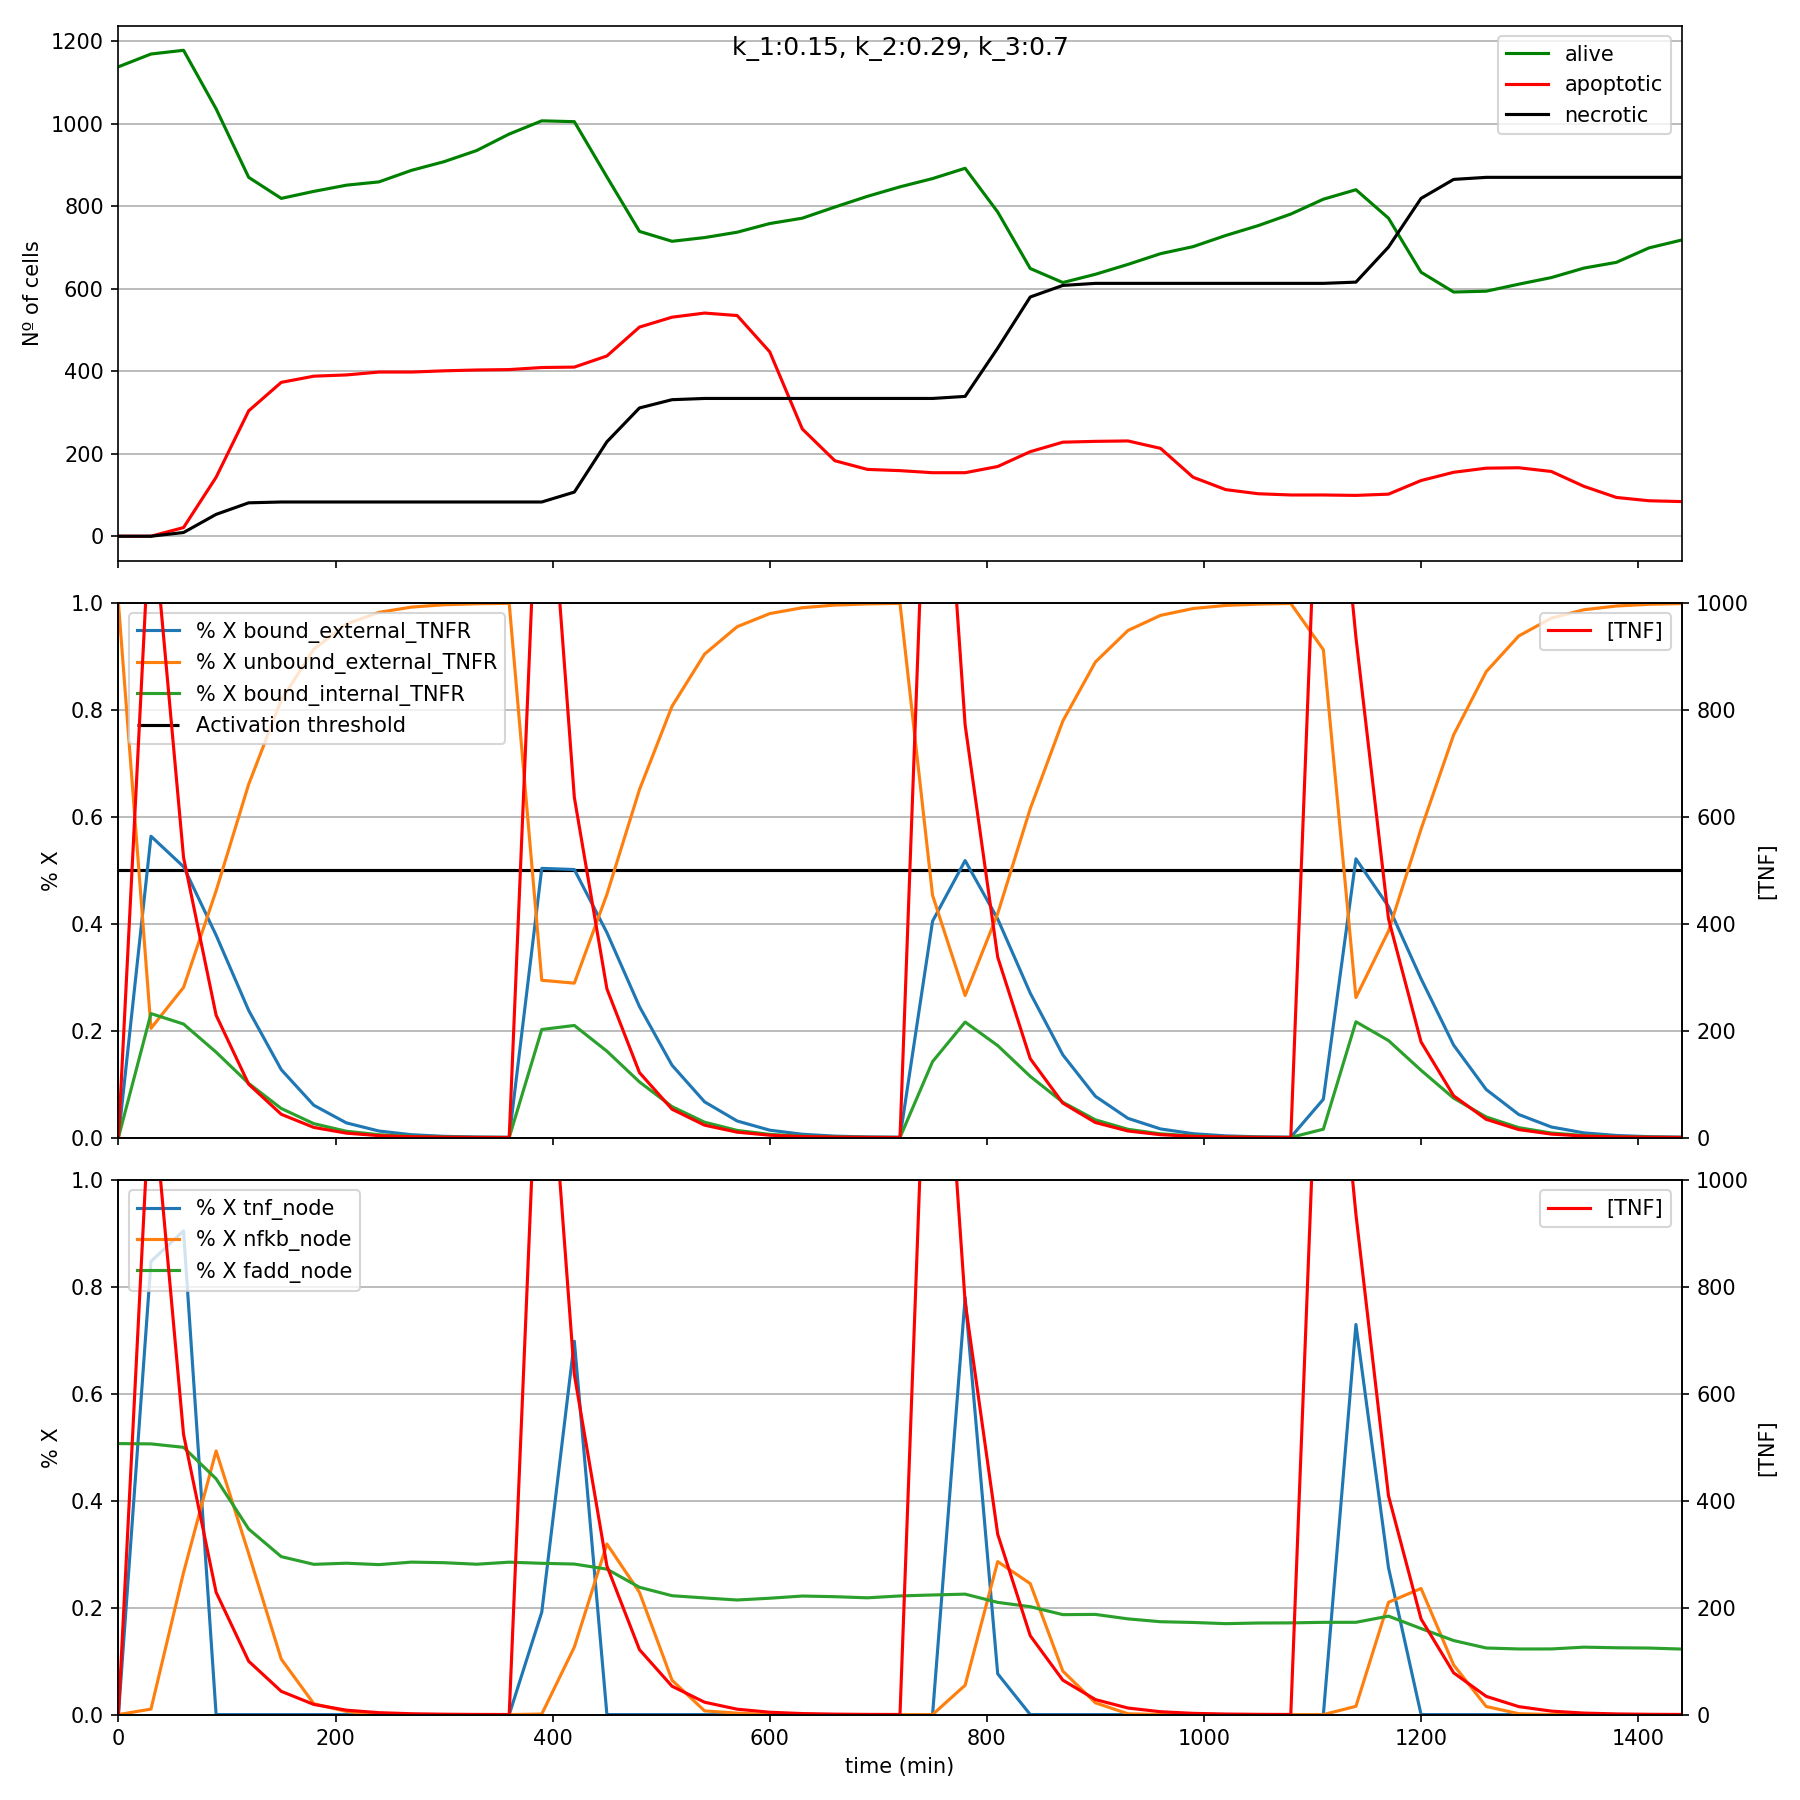 k_1:0.15, k_2:0.29, k_3:0.7
alive
apoptotic
necrotic
Nº of cells
1200
1000
800
600
400
200
0
% X bound_external_TNFR
% X unbound_external_TNFR
% X bound_internal_TNFR
Activation threshold
[TNF]
% X
1.0
0.8
0.6
0.4
0.2
0.0
1000
800
600
400
200
0
[TNF]
% X tnf_node
% X nfkb_node
% X fadd_node
[TNF]
% X
1.0
0.8
0.6
0.4
0.2
0.0
1000
800
600
400
200
0
[TNF]
0 200 400 600 800 1000 1200 1400
time (min)